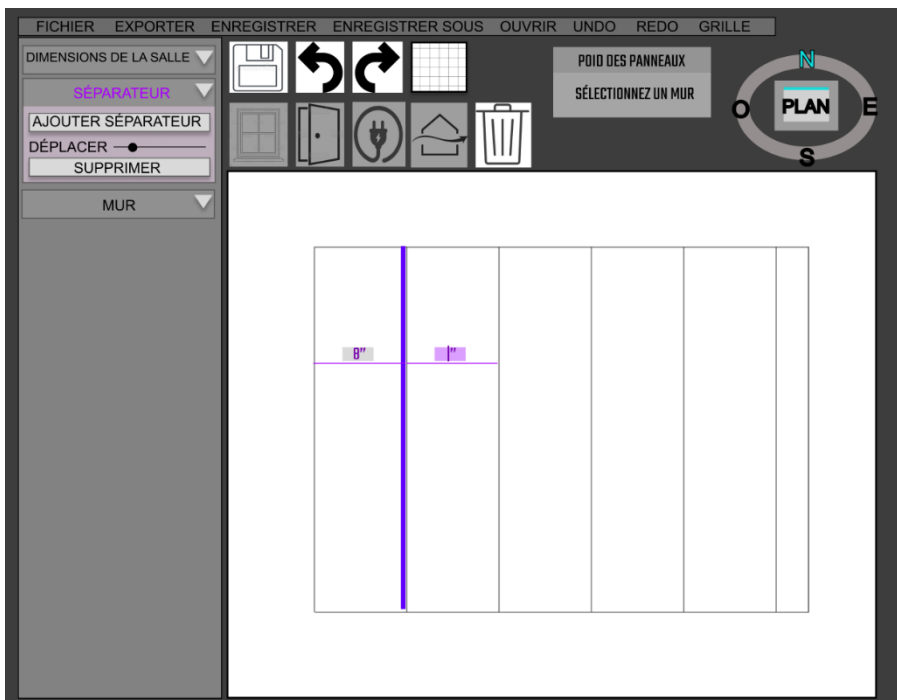 FICHIER EXPORTER ENREGISTRER ENREGISTRER SOUS OUVRIR UNDO REDO GRILLE
DIMENSIONS DE LA SALLE
SÉPARATEUR
AJOUTER SÉPARATEUR
DÉPLACER
SUPPRIMER
MUR
POID DES PANNEAUX
SÉLECTIONNEZ UN MUR
N
O
PLAN
E
S
8" "